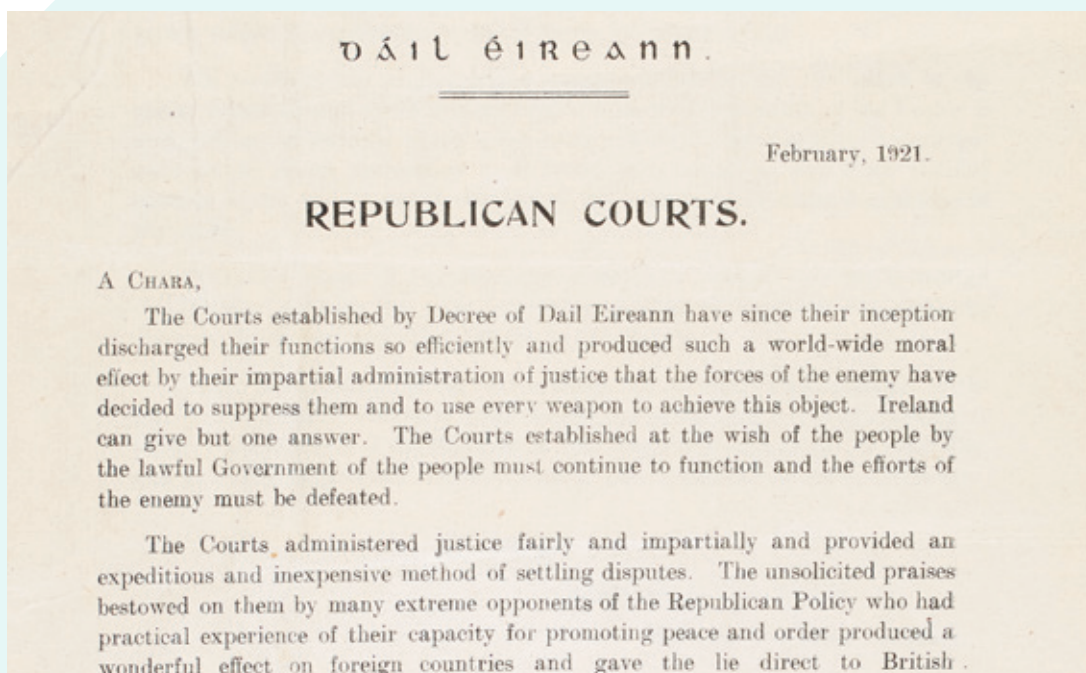 Dáil Éireann.
February, 1921.
REPUBLICAN COURTS.
A Chara,
The Courts established by Decree of Dail Eireann have since their inception
discharged their functions so efficiently and produced such a world-wide moral
effect by their impartial administration of justice that the forces of the enemy have
decided to suppress them and to use every weapon to achieve this object. Ireland
can give but one answer. The Courts established at the wish of the people by
the lawful Government of the people must continue to function and the efforts of
the enemy must be defeated.
The Courts administered justice fairly and impartially and provided an
expeditious and inexpensive method of settling disputes. The unsolicited praises
bestowed on them by many extreme opponents of the Republican Policy who had
practical experience of their capacity for promoting peace and order produced a
wonderful effect on foreign countries and gave the lie direct to British